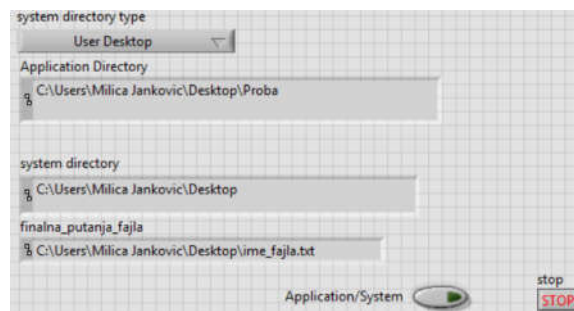 system directory type
User Desktop
Application Directory
C:\Users\Milica Jankovic\Desktop\Proba
system directory
C:\Users\Milica Jankovic\Desktop
finalna_putanja_fajla
C:\Users\Milica Jankovic\Desktop\ime_fajla.txt
Application/System
stop
STOP